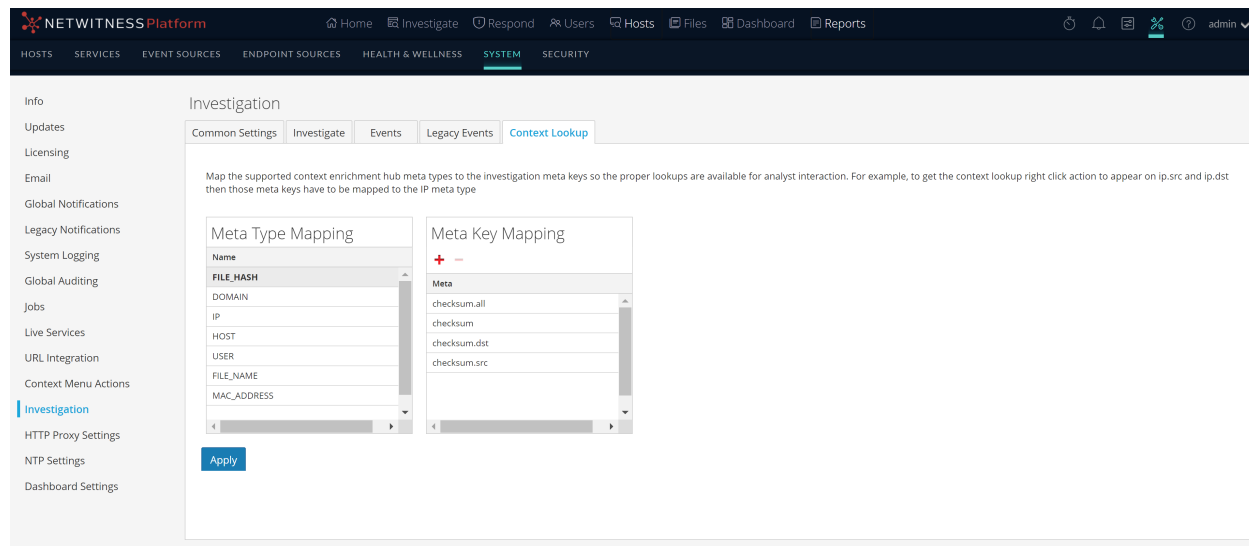 NETWITNESS Platform
Home Investigate Respond Users Hosts Files Dashboard Reports admin
HOSTS SERVICES EVENT SOURCES ENDPOINT SOURCES HEALTH & WELLNESS SYSTEM SECURITY
Info
Updates
Licensing
Email
Global Notifications
Legacy Notifications
System Logging
Global Auditing
Jobs
Live Services
URL Integration
Context Menu Actions
Investigation
HTTP Proxy Settings
NTP Settings
Dashboard Settings
Investigation
Common Settings Investigate Events Legacy Events Context Lookup
Map the supported context enrichment hub meta types to the investigation meta keys so the proper lookups are available for analyst interaction. For example, to get the context lookup right click action to appear on ip.src and ip.dst
then those meta keys have to be mapped to the IP meta type
Meta Type Mapping
Name
FILE_HASH
DOMAIN
IP
HOST
USER
FILE_NAME
MAC_ADDRESS
Meta Key Mapping
Meta
checksum.all
checksum
checksum.dst
checksum.src
Apply